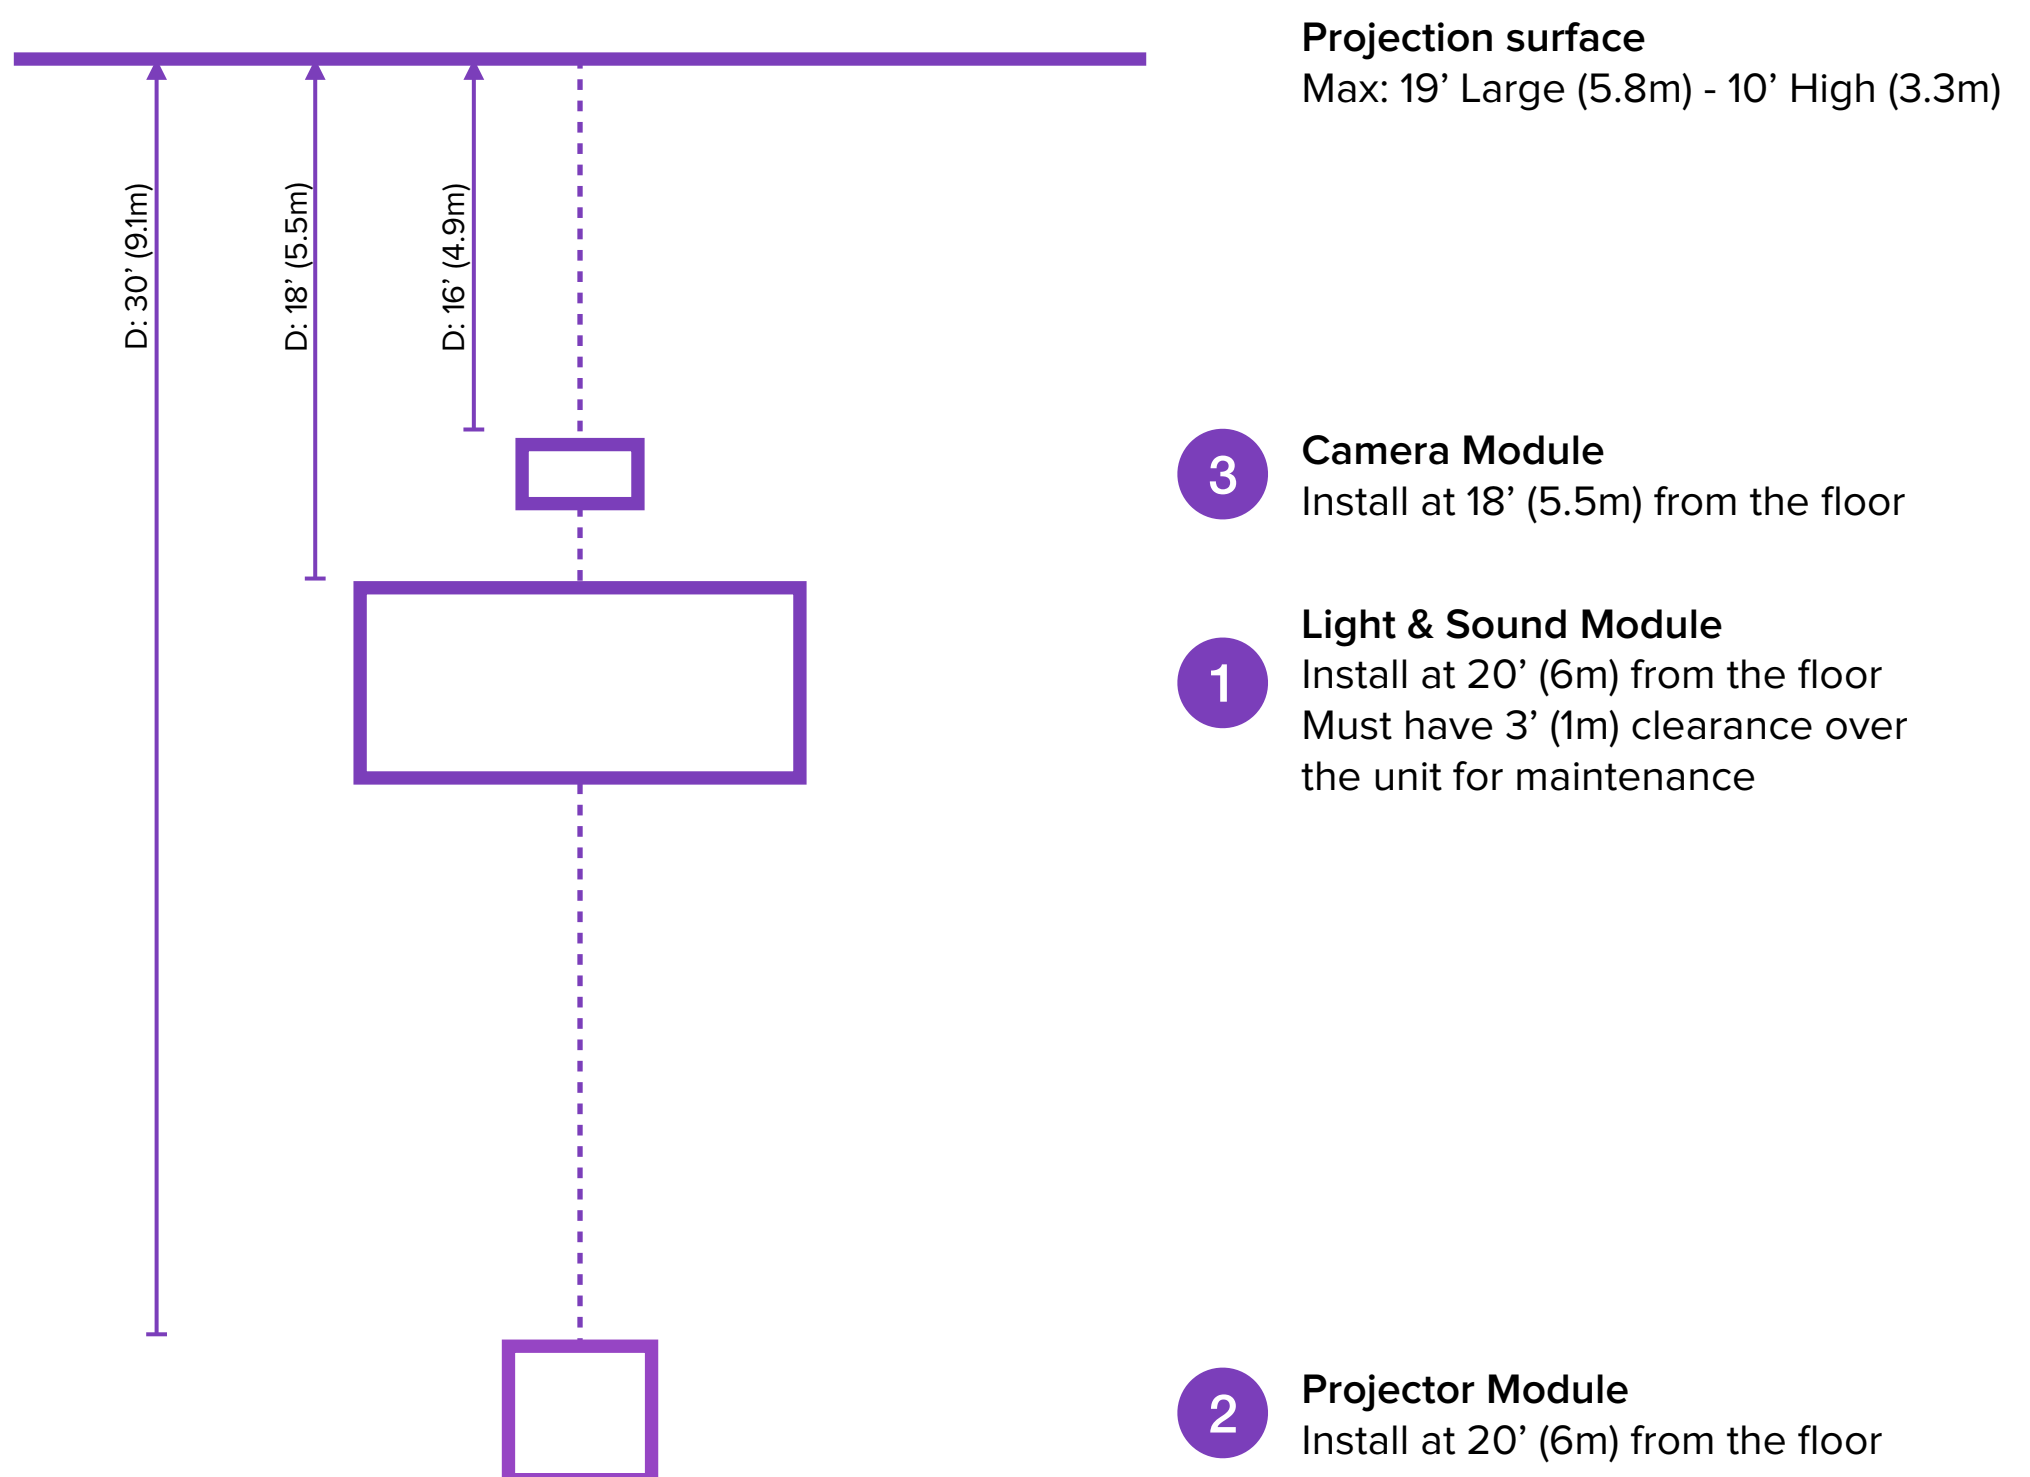 Projection surface
Max: 19’ Large (5.8m) - 10’ High (3.3m)
D: 30’ (9.1m)
D: 18’ (5.5m)
D: 16’ (4.9m)
3
Camera Module
Install at 18’ (5.5m) from the floor
1
Light & Sound Module
Install at 20’ (6m) from the floor
Must have 3’ (1m) clearance over
the unit for maintenance
2
Projector Module
Install at 20’ (6m) from the floor